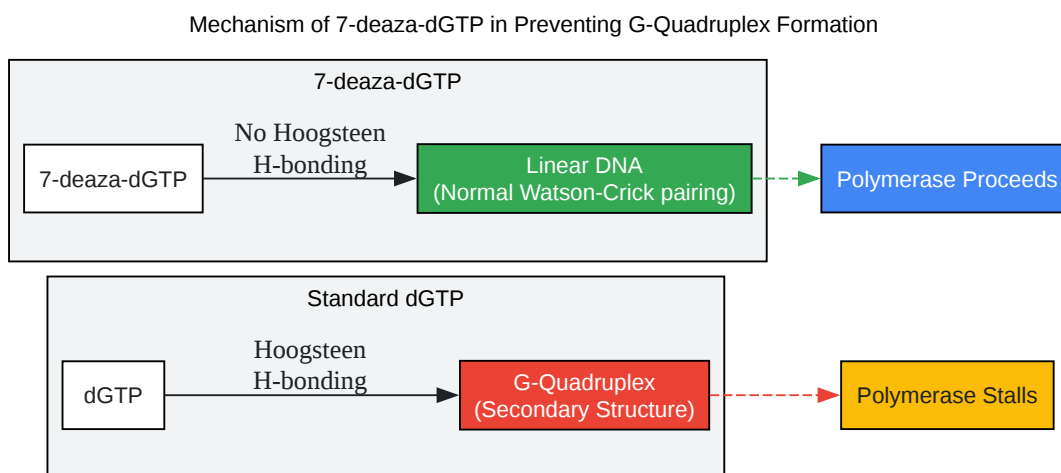 Mechanism of 7-deaza-dGTP in Preventing G-Quadruplex Formation
7-deaza-dGTP
7-deaza-dGTP
No Hoogsteen
H-bonding
Linear DNA
(Normal Watson-Crick pairing)
Polymerase Proceeds
Standard dGTP
dGTP
Hoogsteen
H-bonding
G-Quadruplex
(Secondary Structure)
Polymerase Stalls